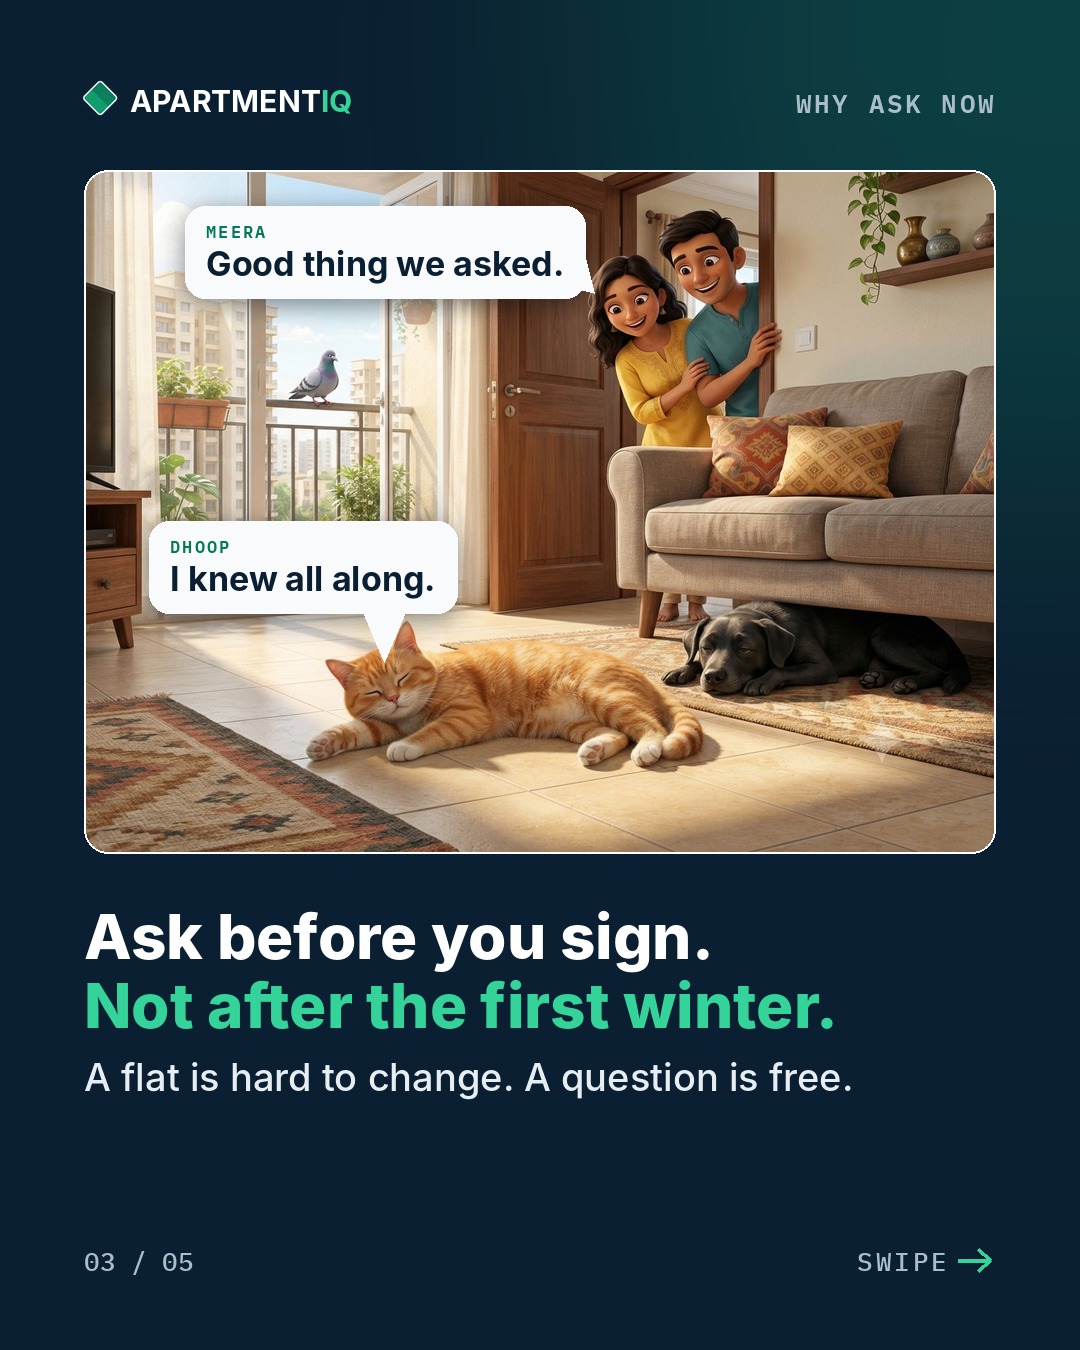 APARTMENTIQ
WHY ASK NOW
MEERA
Good thing we asked.
DHOOP
I knew all along.
Ask before you sign.
Not after the first winter.
A flat is hard to change. A question is free.
03 / 05
SWIPE →